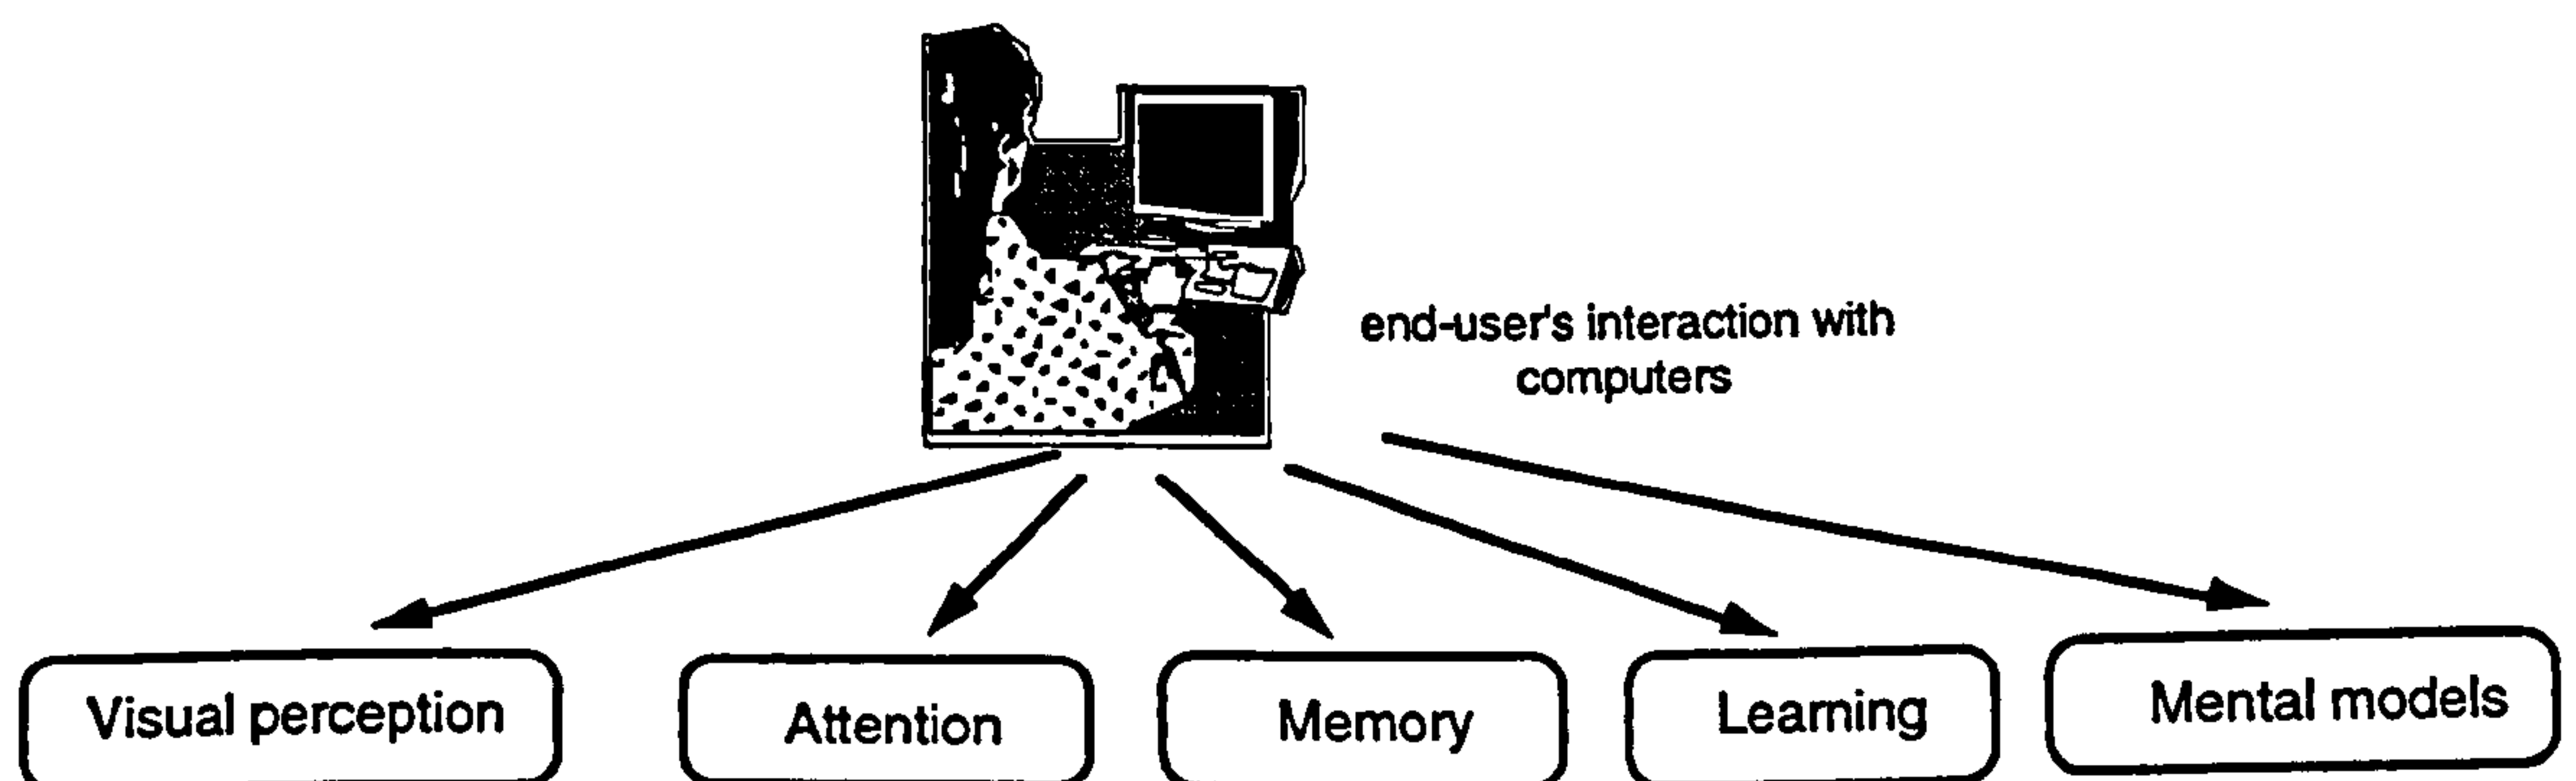 end-user's interaction with
computers
Visual perception
Attention
Memory
Learning
Mental models